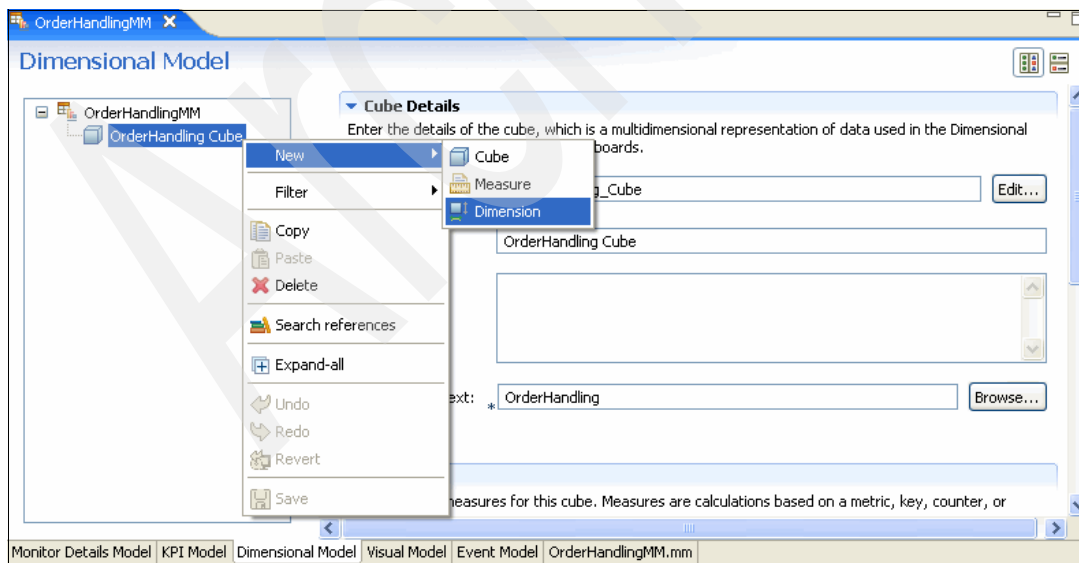 OrderHandlingMM
Dimensional Model
OrderHandlingMM
OrderHandling Cube
Cube Details
Enter the details of the cube, which is a multidimensional representation of data used in the Dimensional
boards.
g_Cube
Edit...
OrderHandling Cube
ext: * OrderHandling
Browse...
measures for this cube. Measures are calculations based on a metric, key, counter, or
New
Filter
Copy
Paste
Delete
Search references
Expand-all
Undo
Redo
Revert
Save
Cube
Measure
Dimension
Monitor Details Model KPI Model Dimensional Model Visual Model Event Model OrderHandlingMM.mm